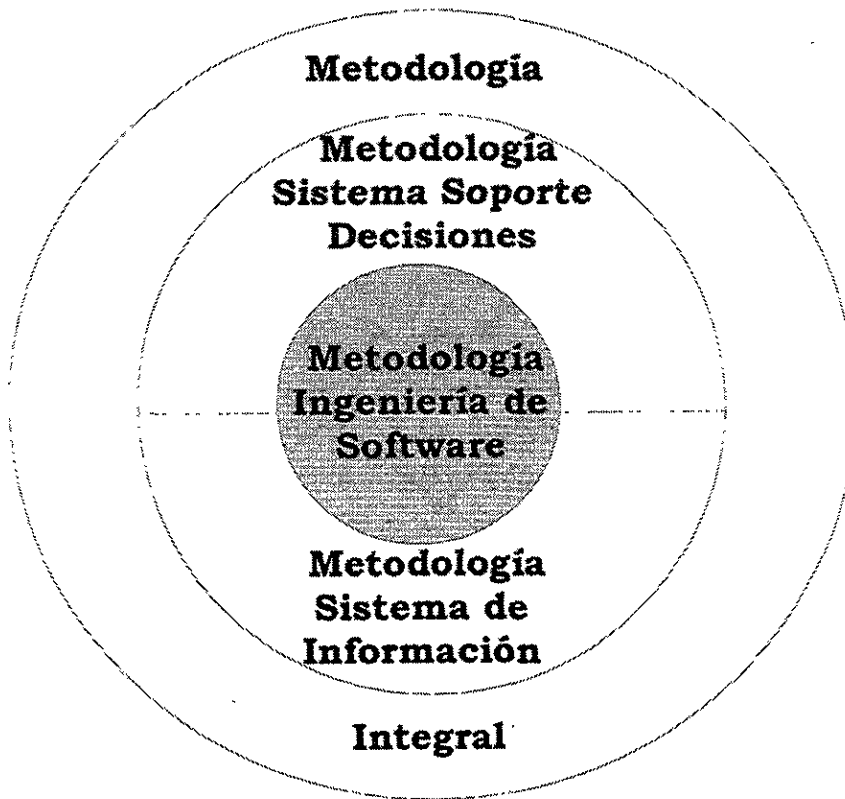 Metodología
Metodología
Sistema Soporte
Decisiones
Metodología
Ingeniería de
Software
Metodología
Sistema de
Información
Integral